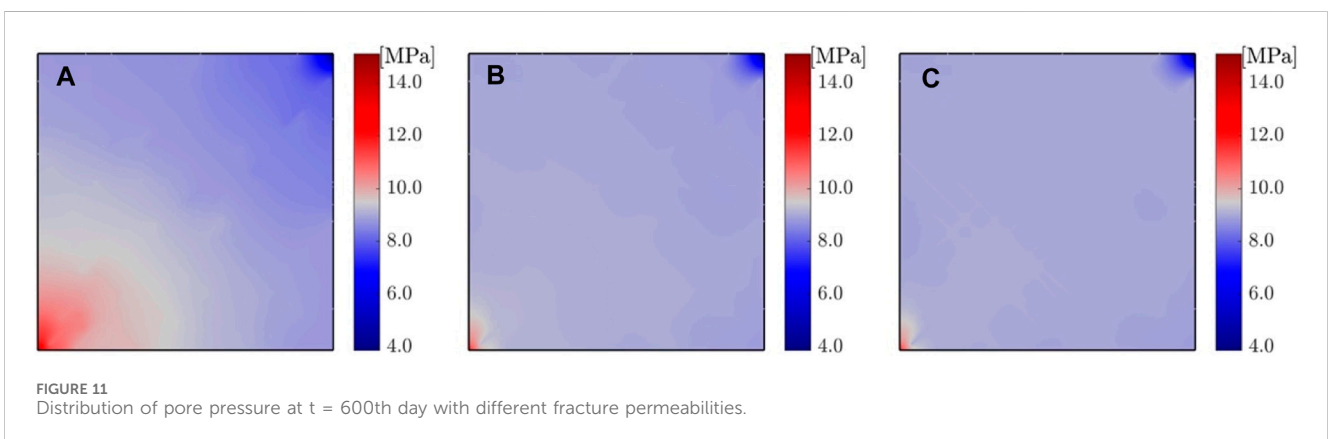 A
[MPa]
14.0
12.0
10.0
8.0
6.0
4.0
B
[MPa]
14.0
12.0
10.0
8.0
6.0
4.0
C
[MPa]
14.0
12.0
10.0
8.0
6.0
4.0
FIGURE 11
Distribution of pore pressure at t = 600th day with different fracture permeabilities.